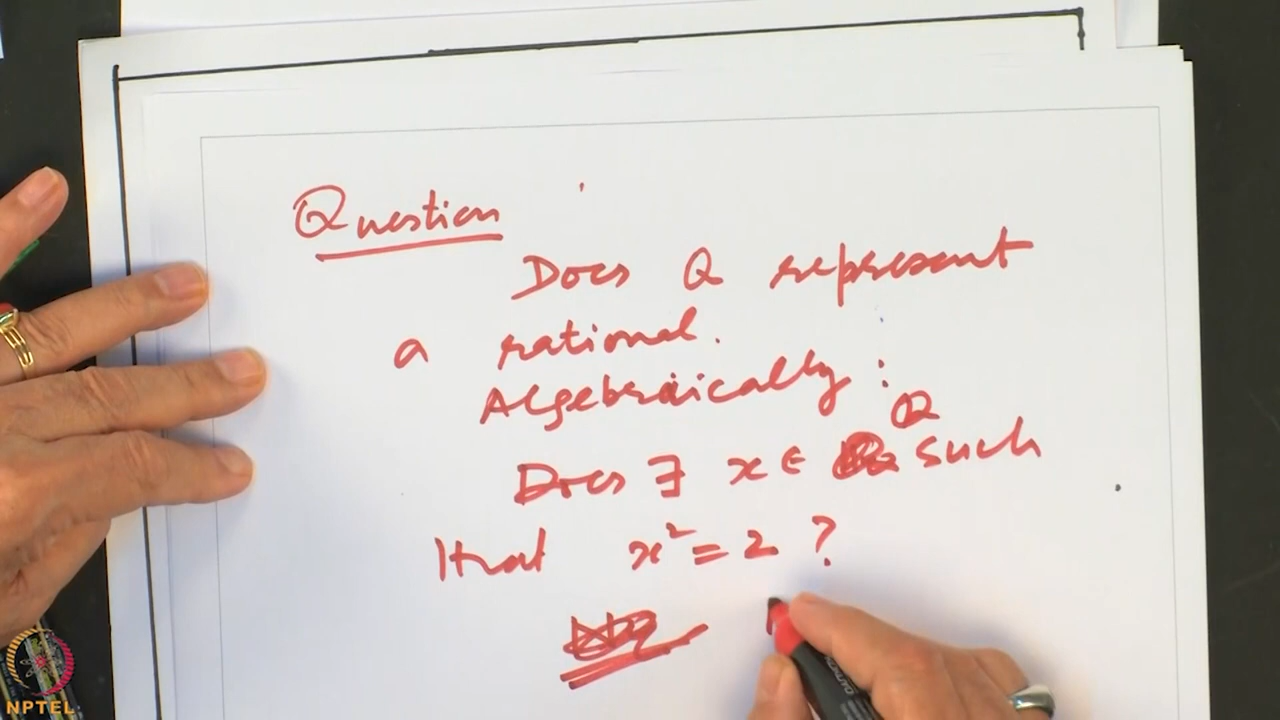 Question
Does Q represent
a rational.
Algebraically :
Does ∃ x ∈ Q such
that x² = 2 ?
NPTEL